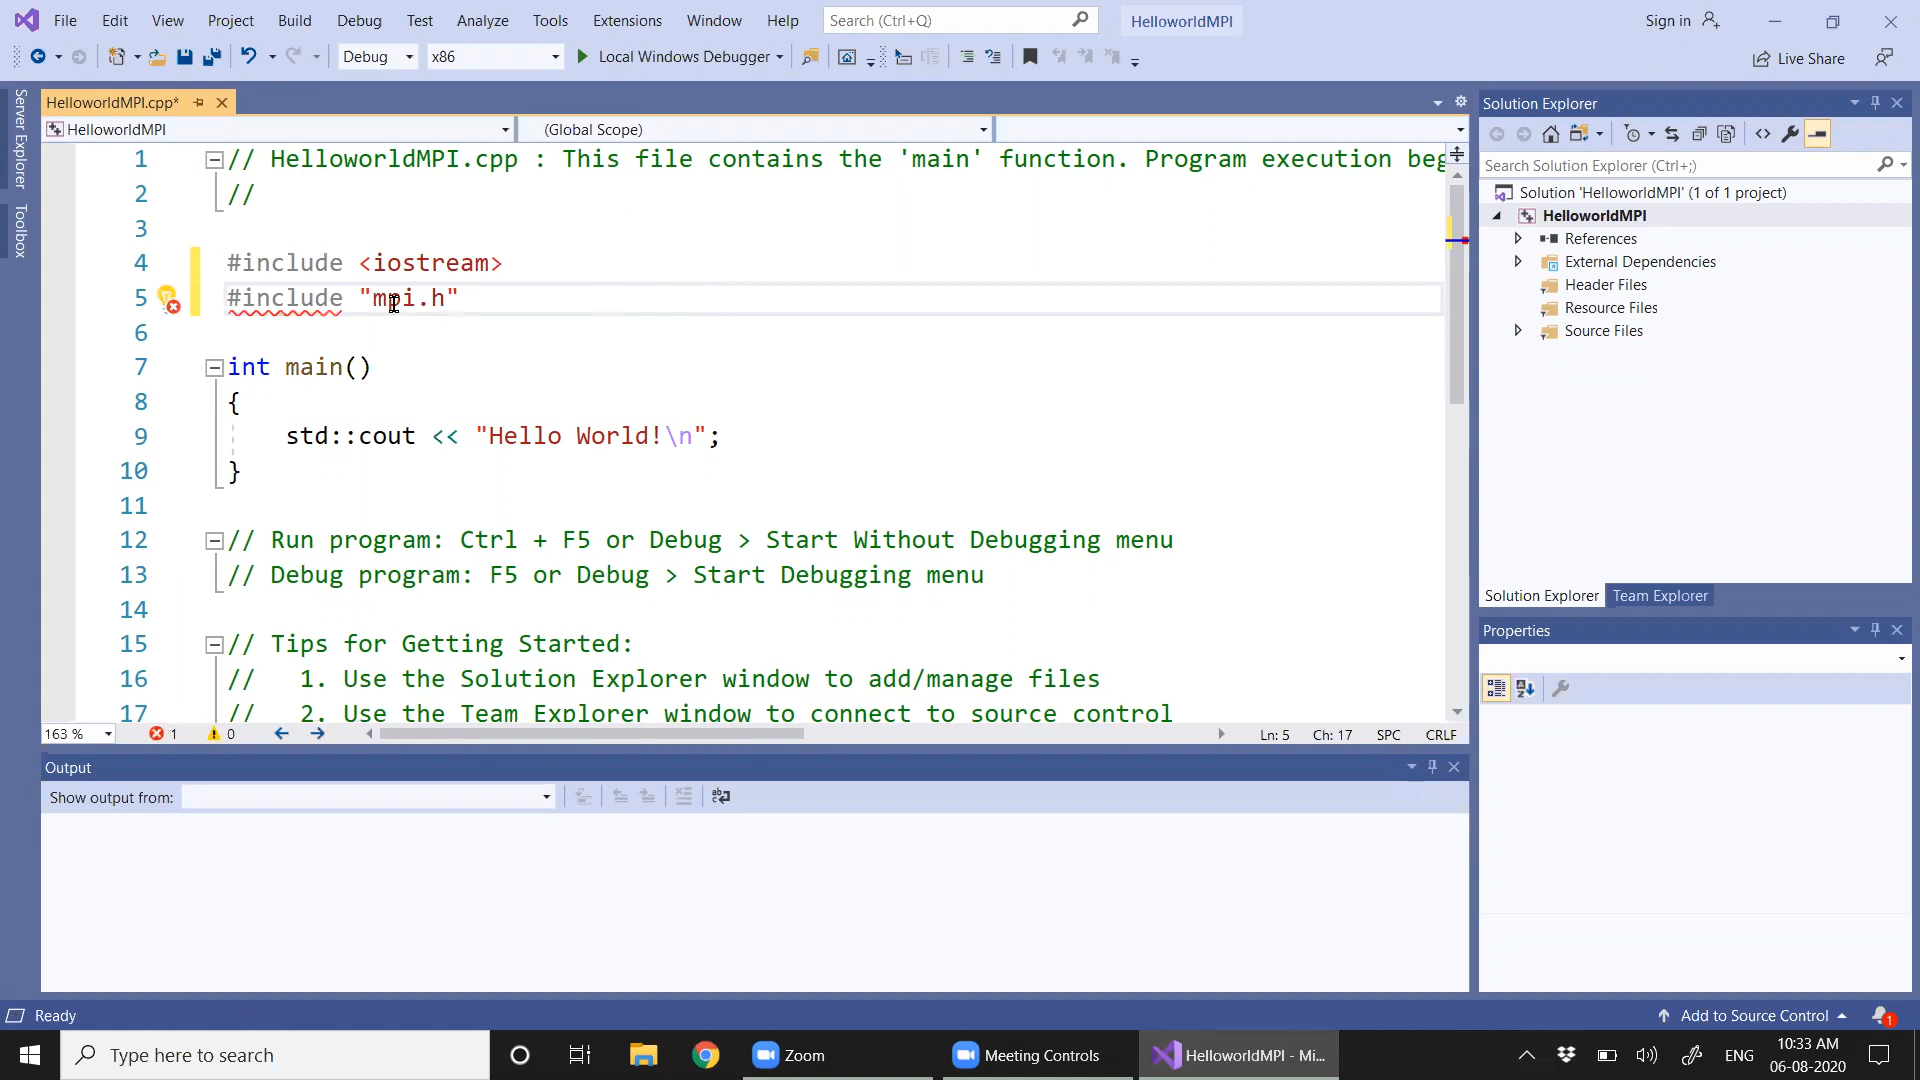 File Edit View Project Build Debug Test Analyze Tools Extensions Window Help Search (Ctrl+Q) HelloworldMPI Sign in
Debug x86 Local Windows Debugger Live Share
Server Explorer
Toolbox
HelloworldMPI.cpp*
HelloworldMPI (Global Scope)
1 // HelloworldMPI.cpp : This file contains the 'main' function. Program execution beg
2 //
3
4 #include <iostream>
5 #include "mpi.h"
6
7 int main()
8 {
9 std::cout << "Hello World!\n";
10 }
11
12 // Run program: Ctrl + F5 or Debug > Start Without Debugging menu
13 // Debug program: F5 or Debug > Start Debugging menu
14
15 // Tips for Getting Started:
16 // 1. Use the Solution Explorer window to add/manage files
17 // 2. Use the Team Explorer window to connect to source control
163 % 1 0 Ln: 5 Ch: 17 SPC CRLF
Output
Show output from:
Solution Explorer
Search Solution Explorer (Ctrl+;)
Solution 'HelloworldMPI' (1 of 1 project)
HelloworldMPI
References
External Dependencies
Header Files
Resource Files
Source Files
Solution Explorer Team Explorer
Properties
Ready Add to Source Control 1
Type here to search Zoom Meeting Controls HelloworldMPI - Mi... ENG 10:33 AM
06-08-2020